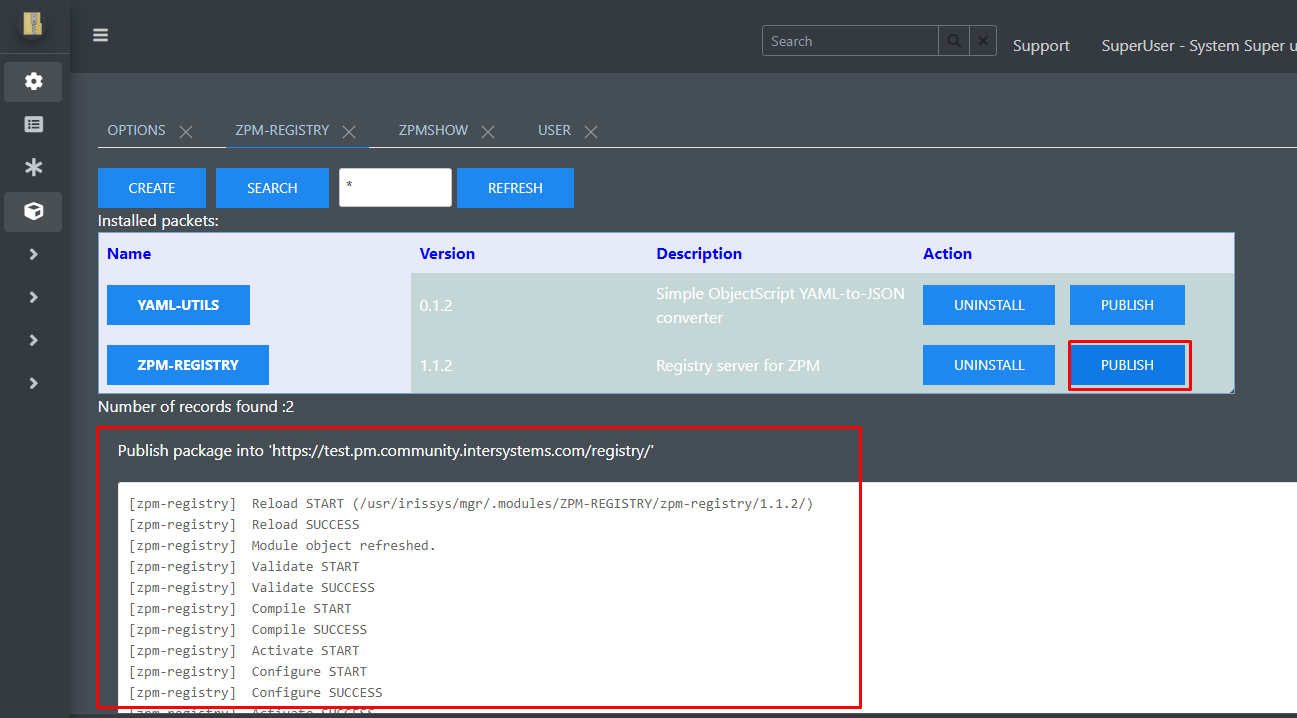 Search
Support
SuperUser - System Super u
OPTIONS
ZPM-REGISTRY
ZPMSHOW
USER
CREATE
SEARCH
*
REFRESH
Installed packets:
Name Version Description Action
YAML-UTILS 0.1.2 Simple ObjectScript YAML-to-JSON
converter
UNINSTALL PUBLISH
ZPM-REGISTRY 1.1.2 Registry server for ZPM UNINSTALL PUBLISH
Number of records found :2
Publish package into 'https://test.pm.community.intersystems.com/registry/'
[zpm-registry] Reload START (/usr/irissys/mgr/.modules/ZPM-REGISTRY/zpm-registry/1.1.2/)
[zpm-registry] Reload SUCCESS
[zpm-registry] Module object refreshed.
[zpm-registry] Validate START
[zpm-registry] Validate SUCCESS
[zpm-registry] Compile START
[zpm-registry] Compile SUCCESS
[zpm-registry] Activate START
[zpm-registry] Configure START
[zpm-registry] Configure SUCCESS
[zpm-registry] Activate SUCCESS